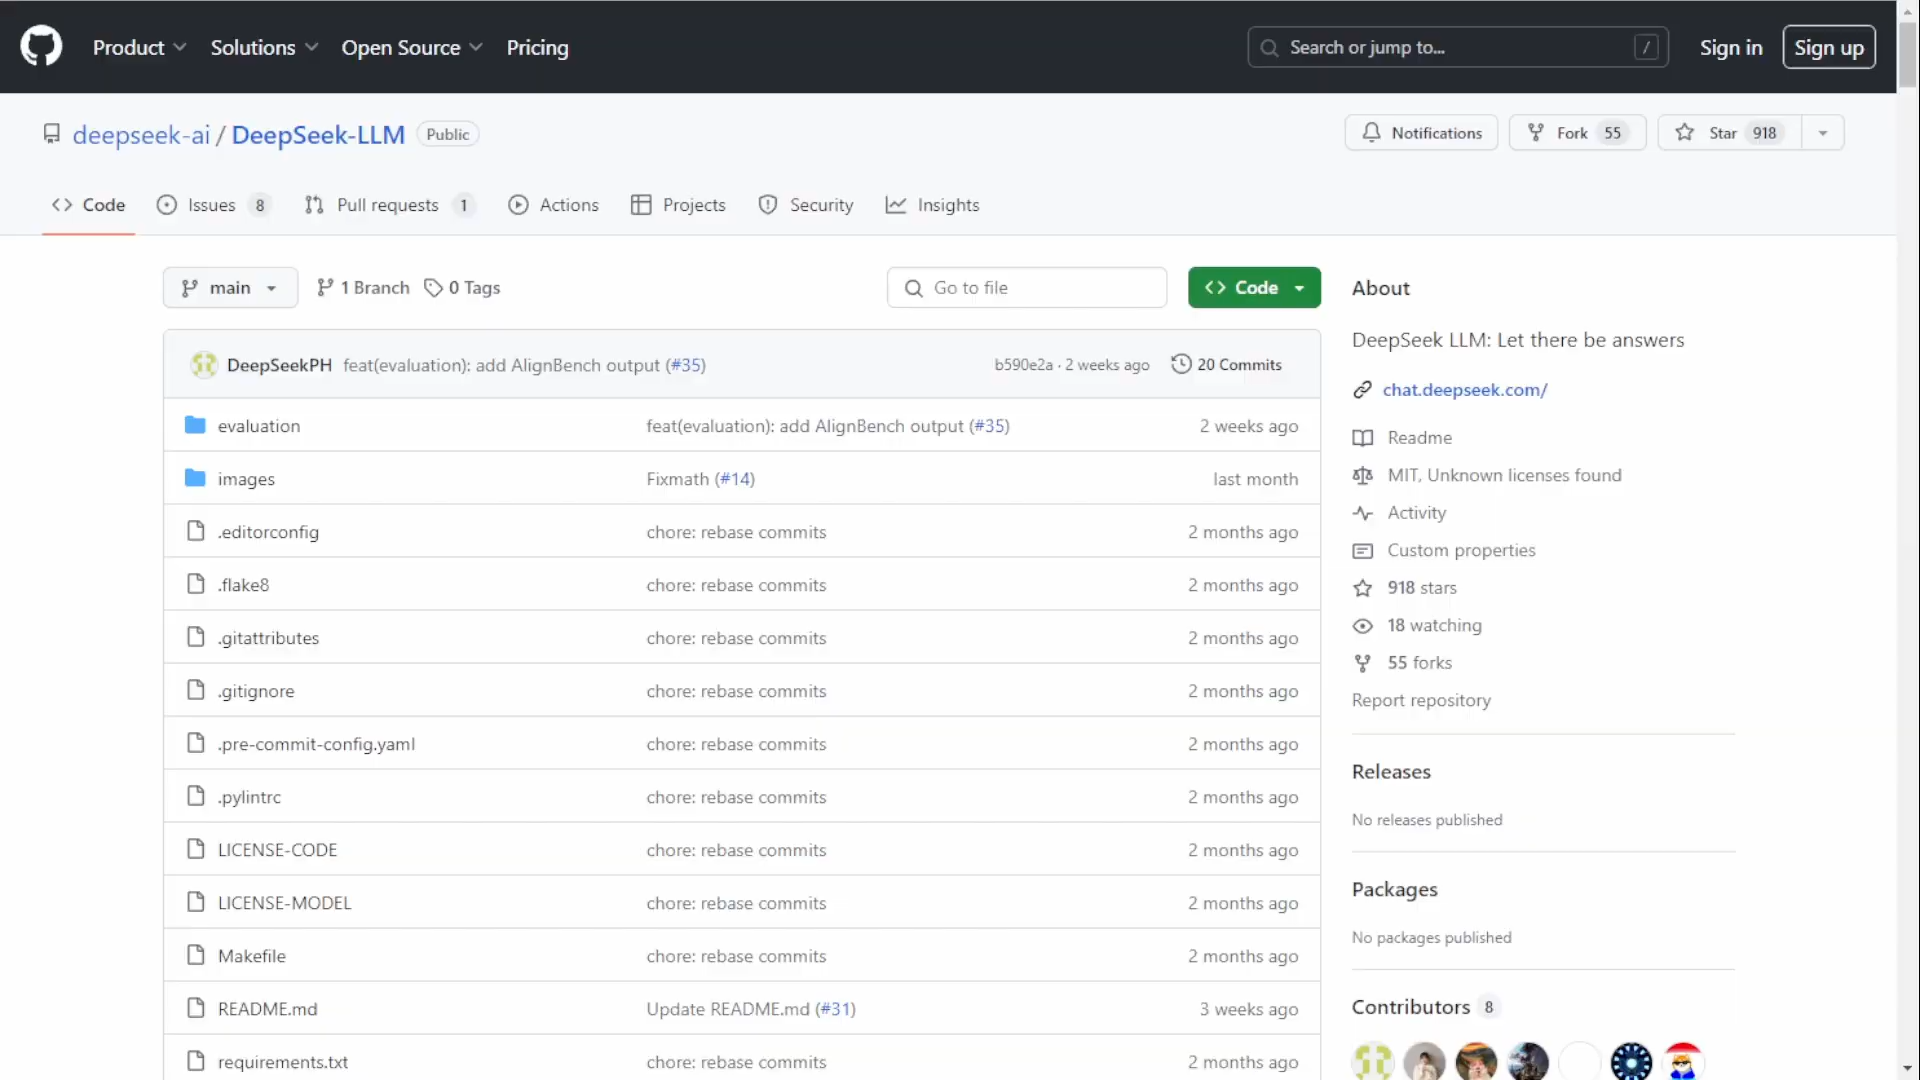 Product Solutions Open Source Pricing Search or jump to... / Sign in Sign up
deepseek-ai / DeepSeek-LLM Public Notifications Fork 55 Star 918
Code Issues 8 Pull requests 1 Actions Projects Security Insights
main 1 Branch 0 Tags Go to file Code
DeepSeekPH feat(evaluation): add AlignBench output (#35) b590e2a · 2 weeks ago 20 Commits
evaluation feat(evaluation): add AlignBench output (#35) 2 weeks ago
images Fixmath (#14) last month
.editorconfig chore: rebase commits 2 months ago
.flake8 chore: rebase commits 2 months ago
.gitattributes chore: rebase commits 2 months ago
.gitignore chore: rebase commits 2 months ago
.pre-commit-config.yaml chore: rebase commits 2 months ago
.pylintrc chore: rebase commits 2 months ago
LICENSE-CODE chore: rebase commits 2 months ago
LICENSE-MODEL chore: rebase commits 2 months ago
Makefile chore: rebase commits 2 months ago
README.md Update README.md (#31) 3 weeks ago
requirements.txt chore: rebase commits 2 months ago
About
DeepSeek LLM: Let there be answers
chat.deepseek.com/
Readme
MIT, Unknown licenses found
Activity
Custom properties
918 stars
18 watching
55 forks
Report repository
Releases
No releases published
Packages
No packages published
Contributors 8